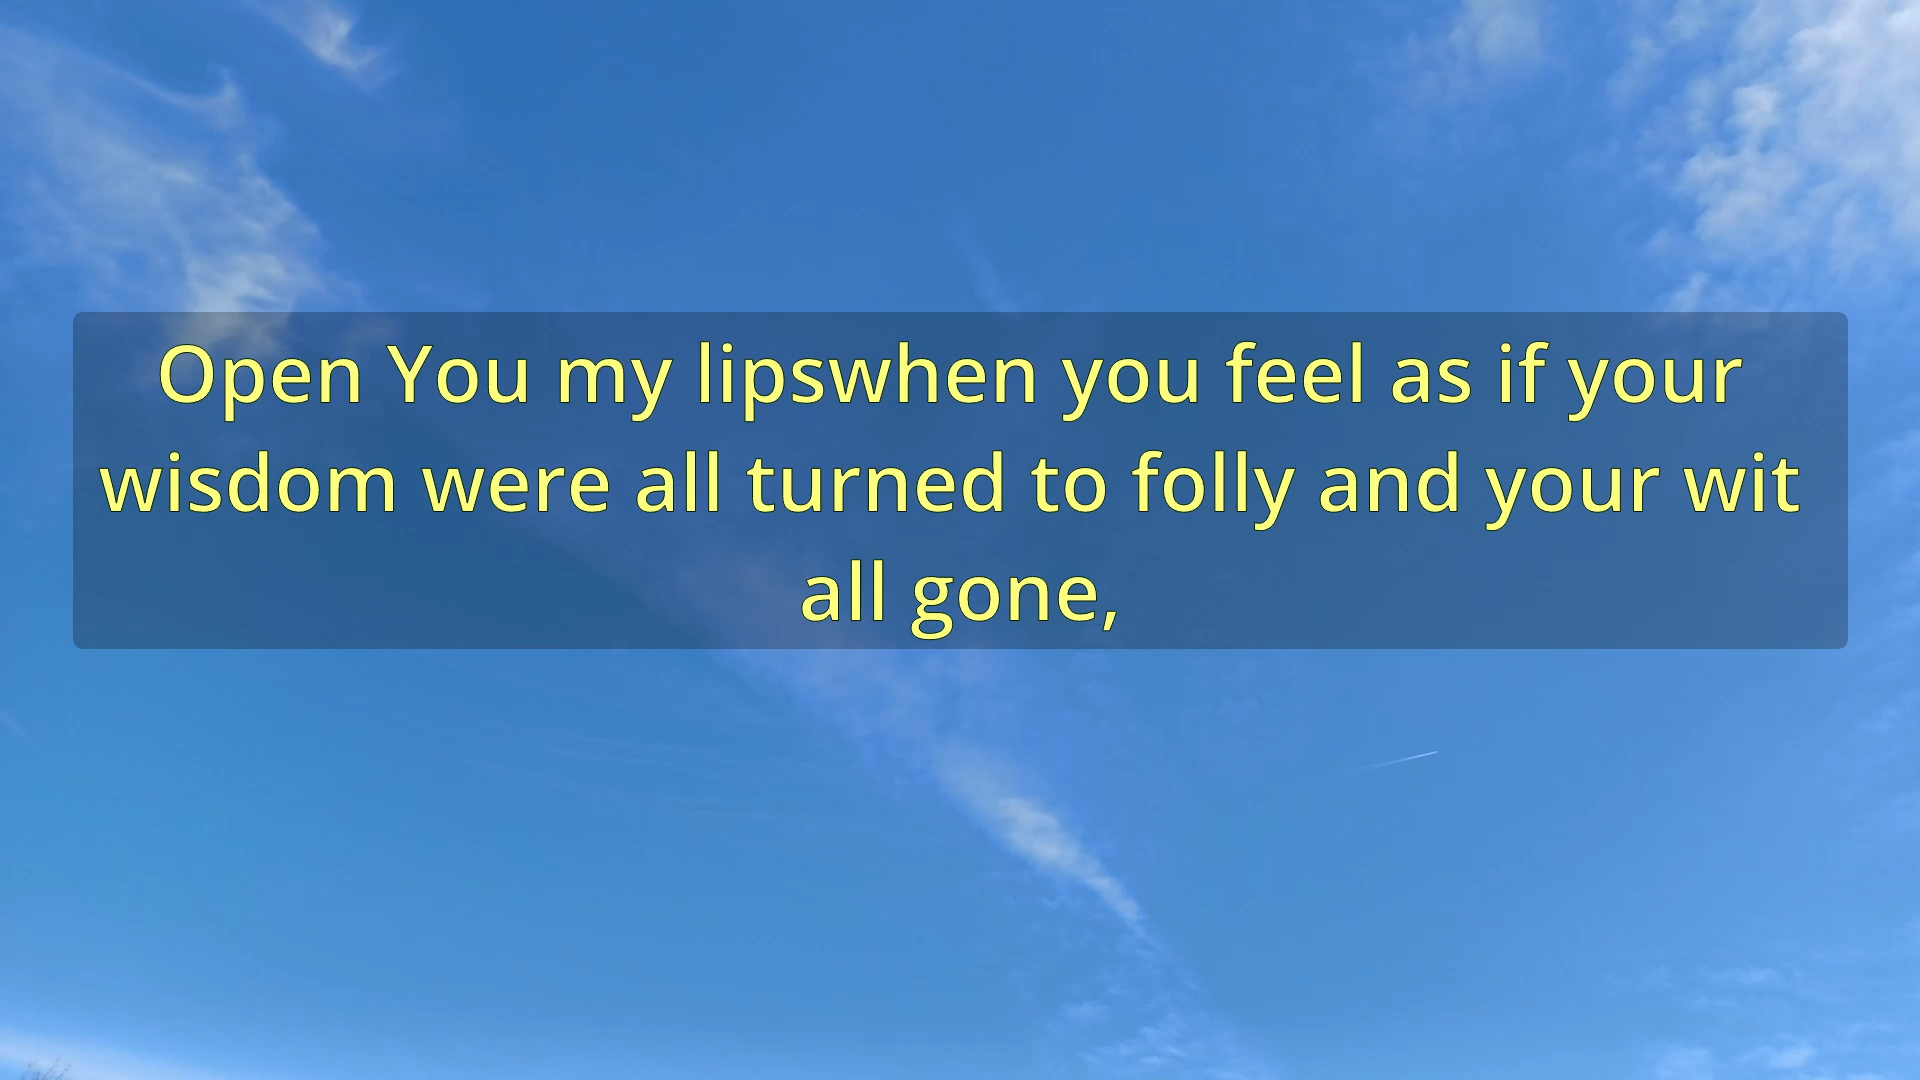 Open You my lipswhen you feel as if your
wisdom were all turned to folly and your wit
all gone,